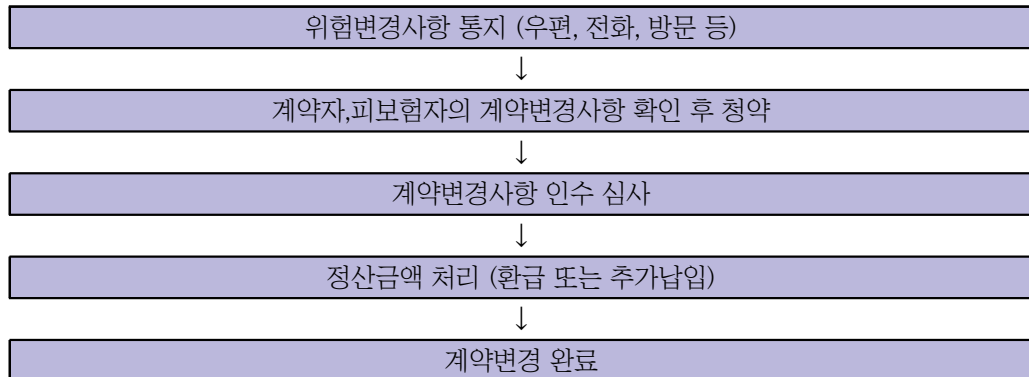 위험변경사항 통지 (우편, 전화, 방문 등)
↓
계약자,피보험자의 계약변경사항 확인 후 청약
↓
계약변경사항 인수 심사
↓
정산금액 처리 (환급 또는 추가납입)
↓
계약변경 완료